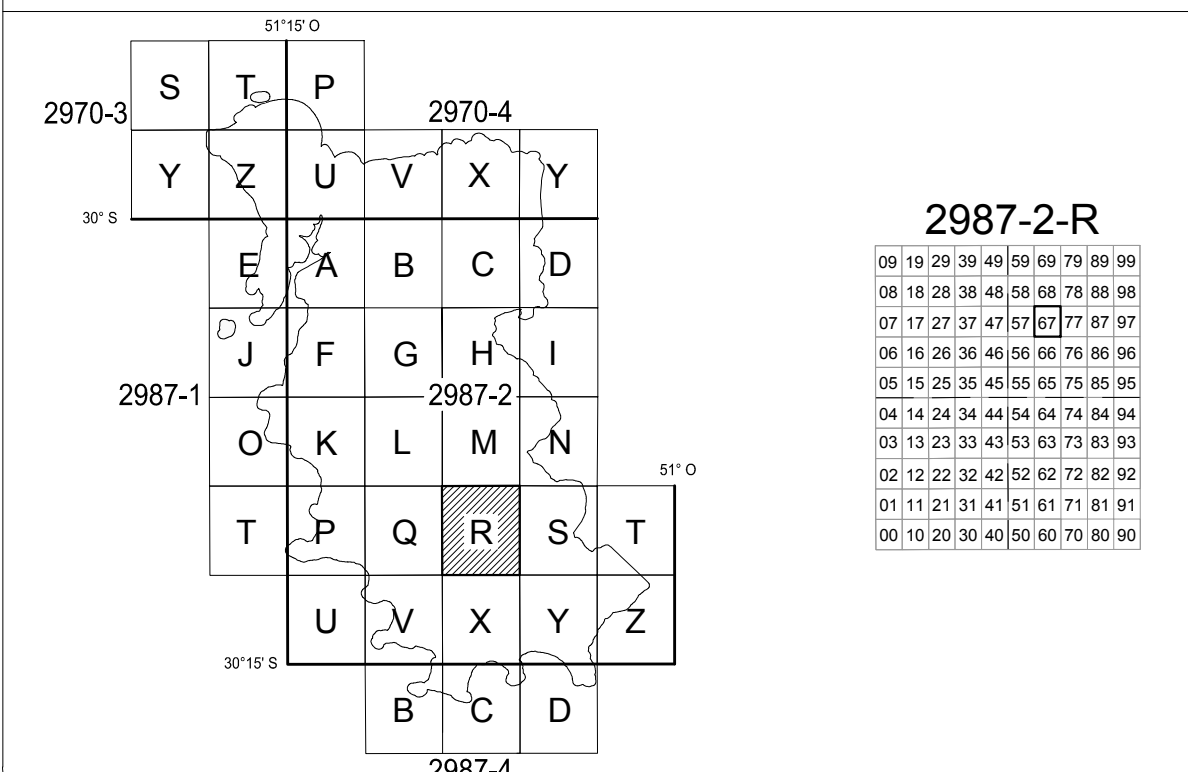 51°15' O
S T P
2970-3 2970-4
Y Z U V X Y
30° S
E A B C D
J F G H I
2987-1 2987-2
O K L M N
51° O
T P Q R S T
U V X Y Z
30°15' S
B C D
2987-4
2987-2-R
09 19 29 39 49 59 69 79 89 99
08 18 28 38 48 58 68 78 88 98
07 17 27 37 47 57 67 77 87 97
06 16 26 36 46 56 66 76 86 96
05 15 25 35 45 55 65 75 85 95
04 14 24 34 44 54 64 74 84 94
03 13 23 33 43 53 63 73 83 93
02 12 22 32 42 52 62 72 82 92
01 11 21 31 41 51 61 71 81 91
00 10 20 30 40 50 60 70 80 90